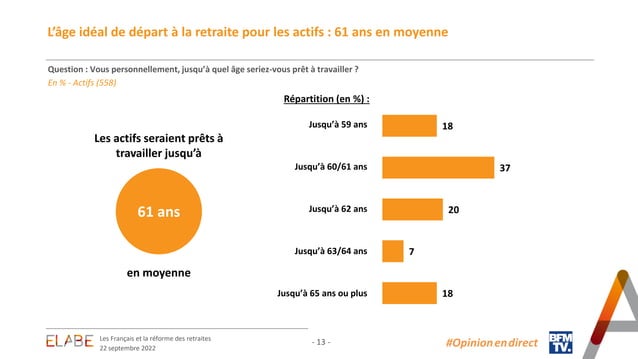 L’âge idéal de départ à la retraite pour les actifs : 61 ans en moyenne
Question : Vous personnellement, jusqu’à quel âge seriez-vous prêt à travailler ?
En % - Actifs (558)
Répartition (en %) :
Les actifs seraient prêts à
travailler jusqu’à
61 ans
en moyenne
Jusqu’à 59 ans 18
Jusqu’à 60/61 ans 37
Jusqu’à 62 ans 20
Jusqu’à 63/64 ans 7
Jusqu’à 65 ans ou plus 18
ELABE
Les Français et la réforme des retraites
22 septembre 2022
- 13 -
#Opinionendirect
BFM
TV.